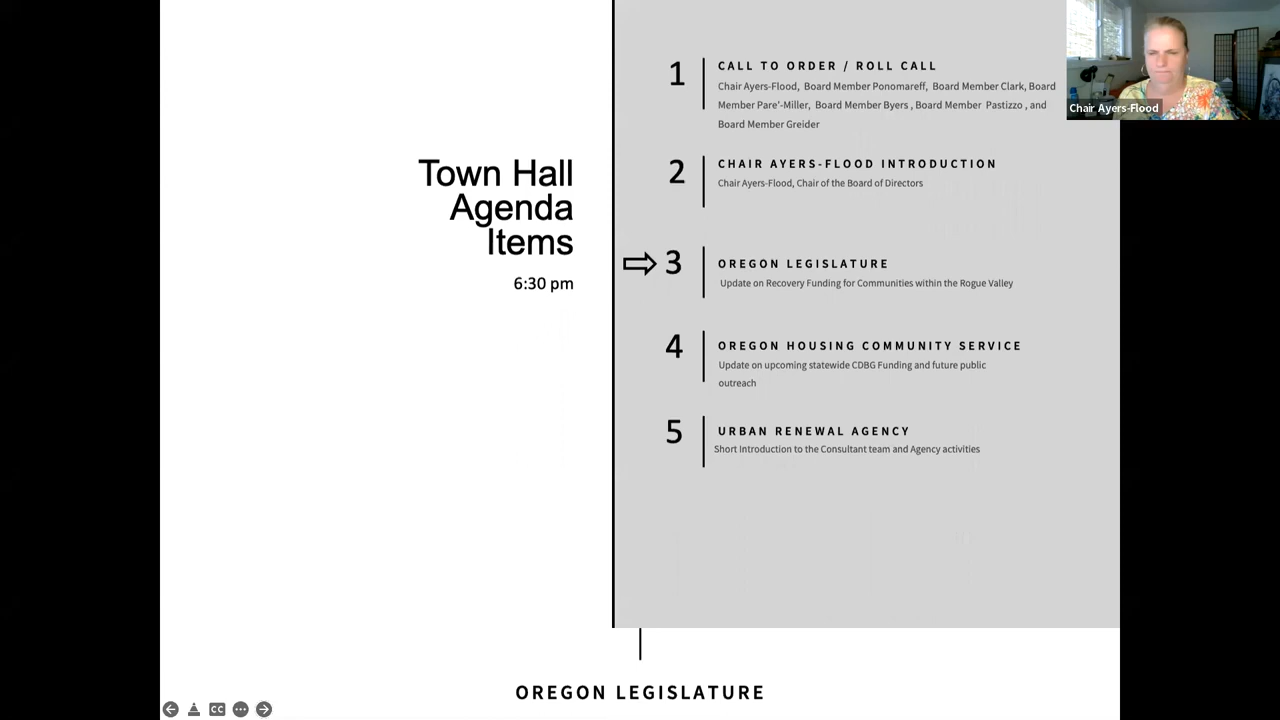 Town Hall
Agenda
Items
6:30 pm
1
CALL TO ORDER / ROLL CALL
Chair Ayers-Flood, Board Member Ponomareff, Board Member Clark, Board
Member Pare'-Miller, Board Member Byers , Board Member Pastizzo , and
Board Member Greider
2
CHAIR AYERS-FLOOD INTRODUCTION
Chair Ayers-Flood, Chair of the Board of Directors
3
OREGON LEGISLATURE
Update on Recovery Funding for Communities within the Rogue Valley
4
OREGON HOUSING COMMUNITY SERVICE
Update on upcoming statewide CDBG Funding and future public
outreach
5
URBAN RENEWAL AGENCY
Short Introduction to the Consultant team and Agency activities
OREGON LEGISLATURE
CC
Chair Ayers-Flood